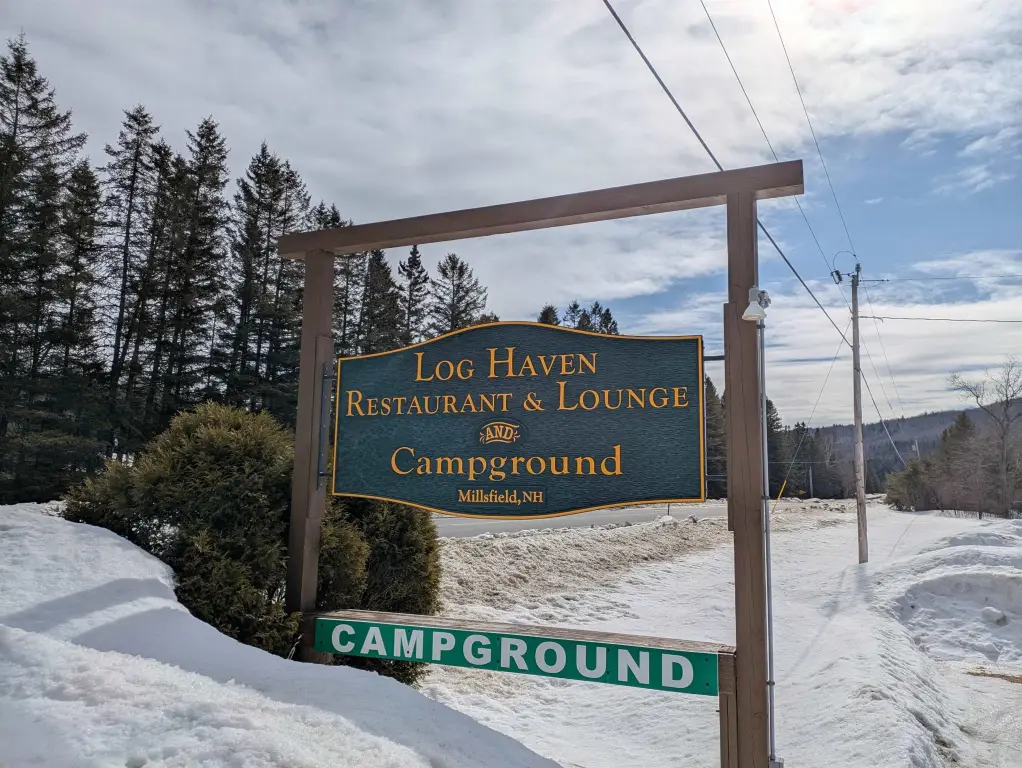 Log Haven
Restaurant & Lounge
AND
Campground
Millsfield, NH
CAMPGROUND